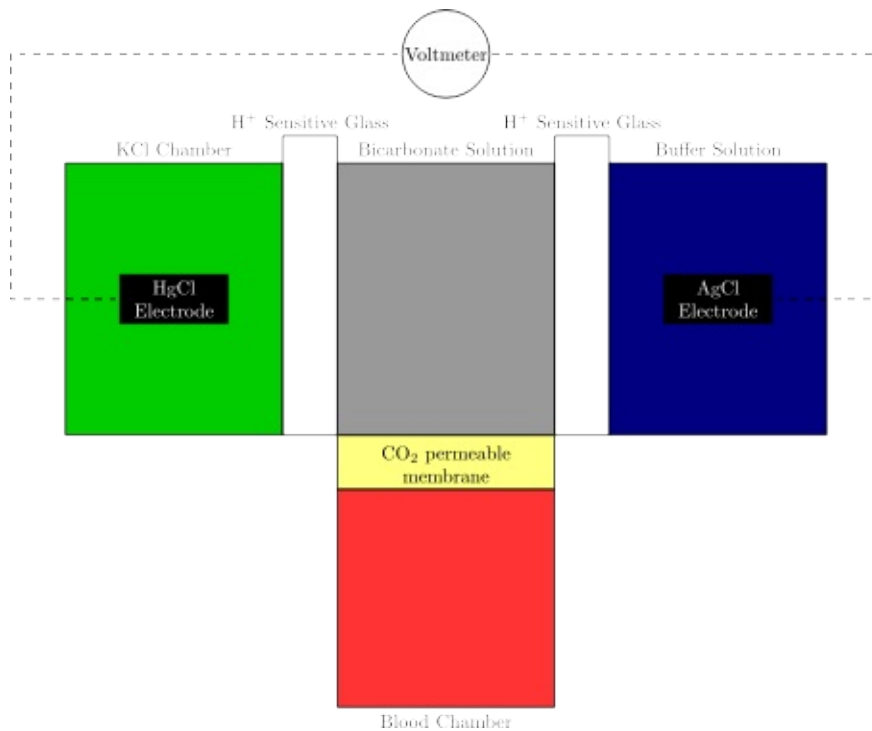 Voltmeter
H⁺ Sensitive Glass
H⁺ Sensitive Glass
KCl Chamber
Bicarbonate Solution
Buffer Solution
HgCl
Electrode
AgCl
Electrode
CO₂ permeable
membrane
Blood Chamber